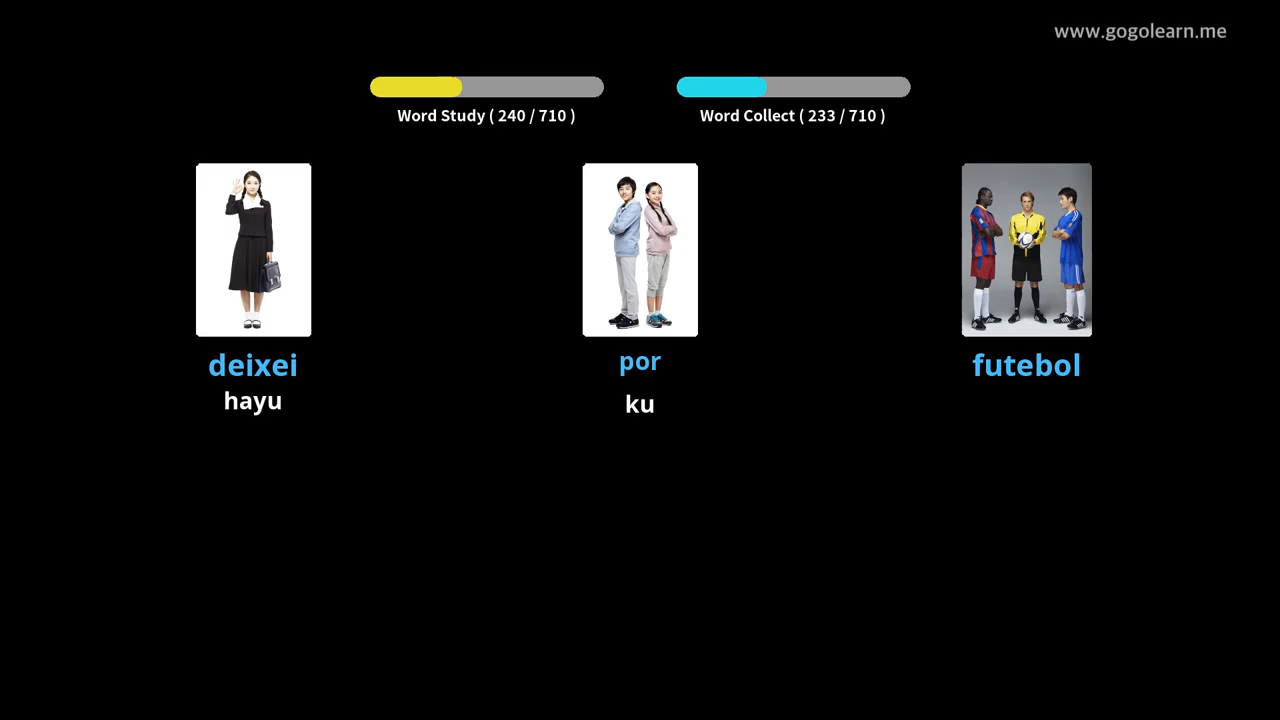 www.gogolearn.me
Word Study ( 240 / 710 )
Word Collect ( 233 / 710 )
deixei
hayu
por
ku
futebol